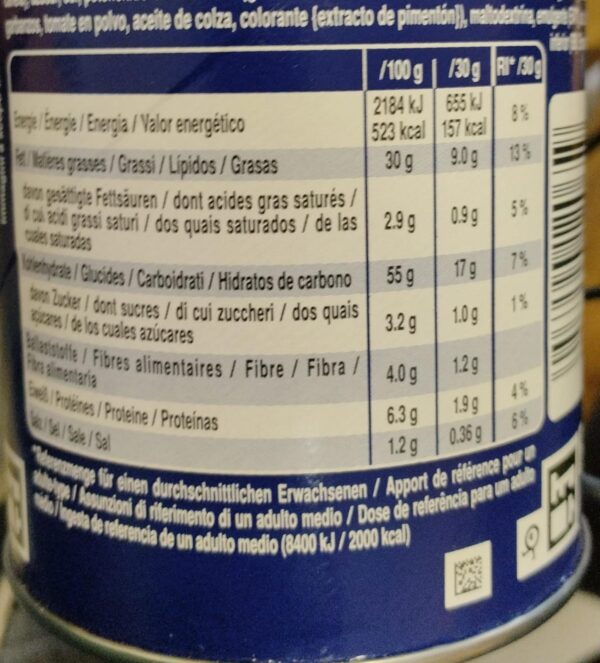 tomate en polvo, aceite de colza, colorante (extracto de pimentón)), maltodextrina,
/100 g /30 g RI* /30 g
Energie / Énergie / Energia / Valor energético 2184 kJ 523 kcal 655 kJ 157 kcal 8 %
Fat / Matières grasses / Grassi / Lípidos / Grasas 30 g 9.0 g 13 %
davon gesättigte Fettsäuren / dont acides gras saturés /
di cui acidi grassi saturi / dos quais saturados / de las 2.9 g 0.9 g 5 %
cuales saturadas
Kohlenhydrate / Glucides / Carboidrati / Hidratos de carbono 55 g 17 g 7 %
davon Zucker / dont sucres / di cui zuccheri / dos quais 3.2 g 1.0 g 1 %
açúcares / de los cuales azúcares
Ballaststoffe / Fibres alimentaires / Fibre / Fibra / 4.0 g 1.2 g
Fibra alimentaria
Eiweiß / Protéines / Proteine / Proteínas 6.3 g 1.9 g 4 %
Salz / Sel / Sale / Sal 1.2 g 0.36 g 6 %
*Referenzmenge für einen durchschnittlichen Erwachsenen / Apport de référence pour un
adulte-type / Assunzioni di riferimento di un adulto medio / Dose de referência para um adulto
médio / Ingesta de referencia de un adulto medio (8400 kJ / 2000 kcal)